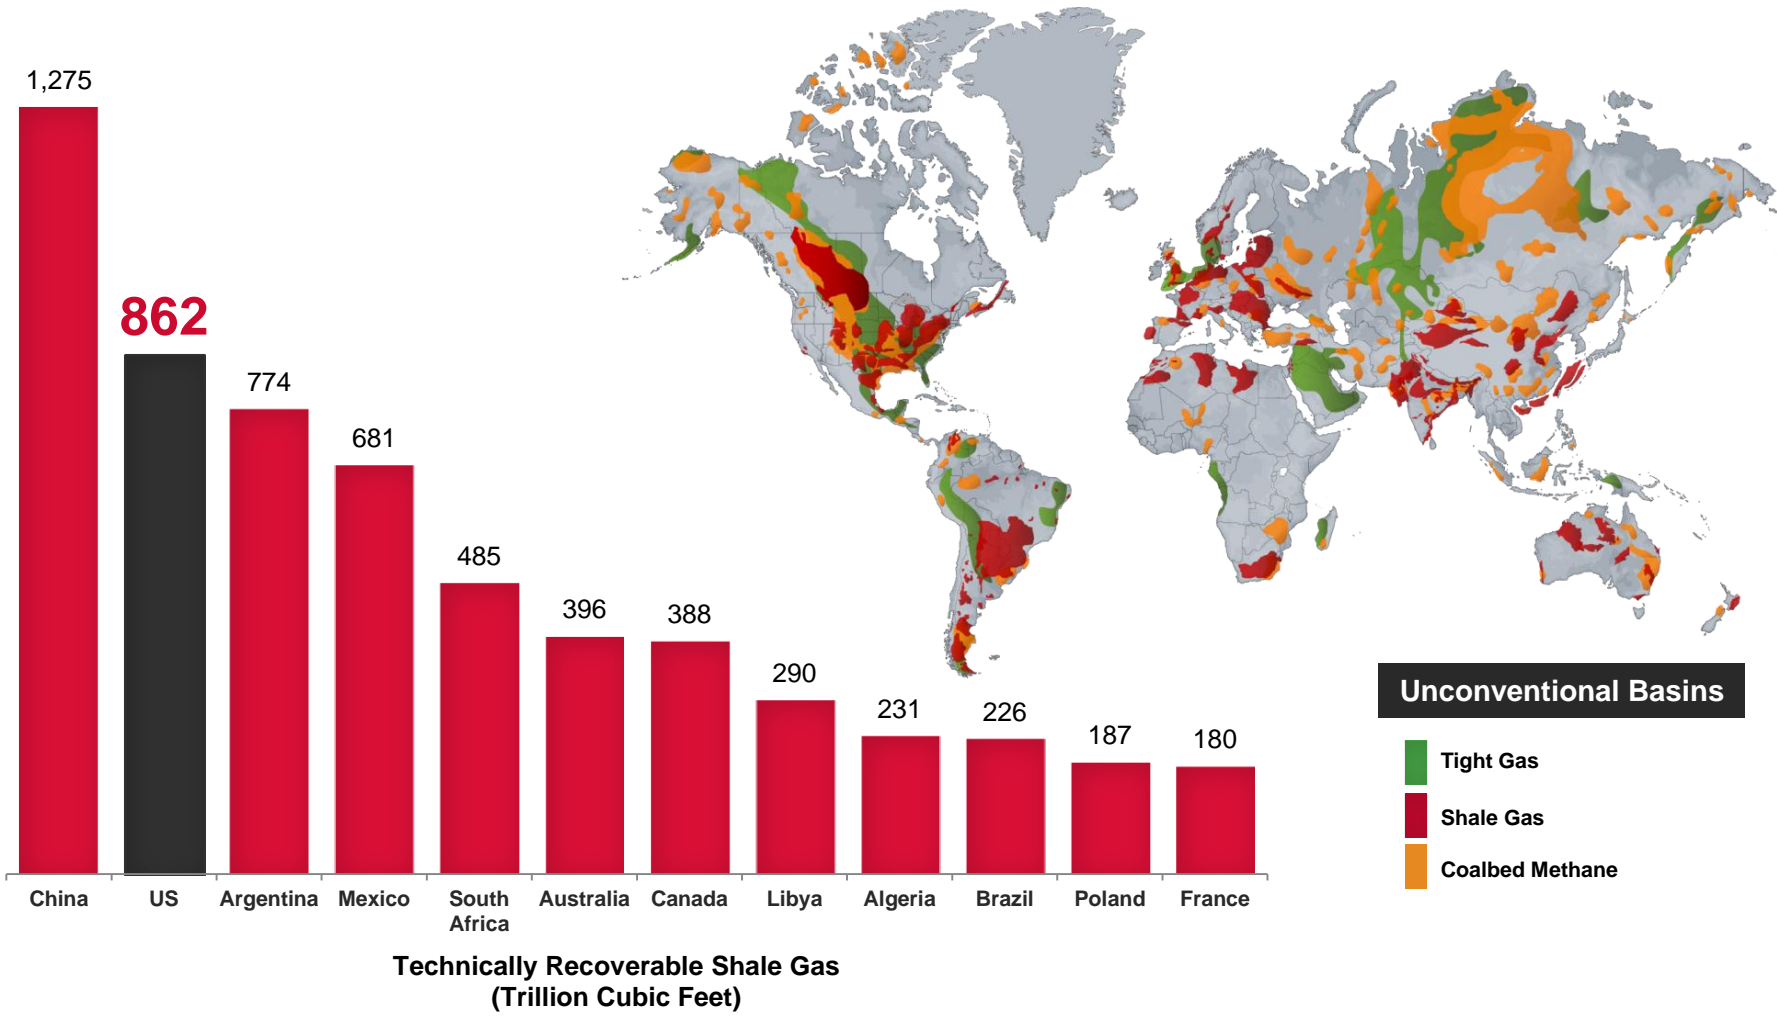 1,275
862
774
681
485
396
388
290
231
226
187
180
China
US
Argentina
Mexico
South
Africa
Australia
Canada
Libya
Algeria
Brazil
Poland
France
Technically Recoverable Shale Gas
(Trillion Cubic Feet)
Unconventional Basins
Tight Gas
Shale Gas
Coalbed Methane